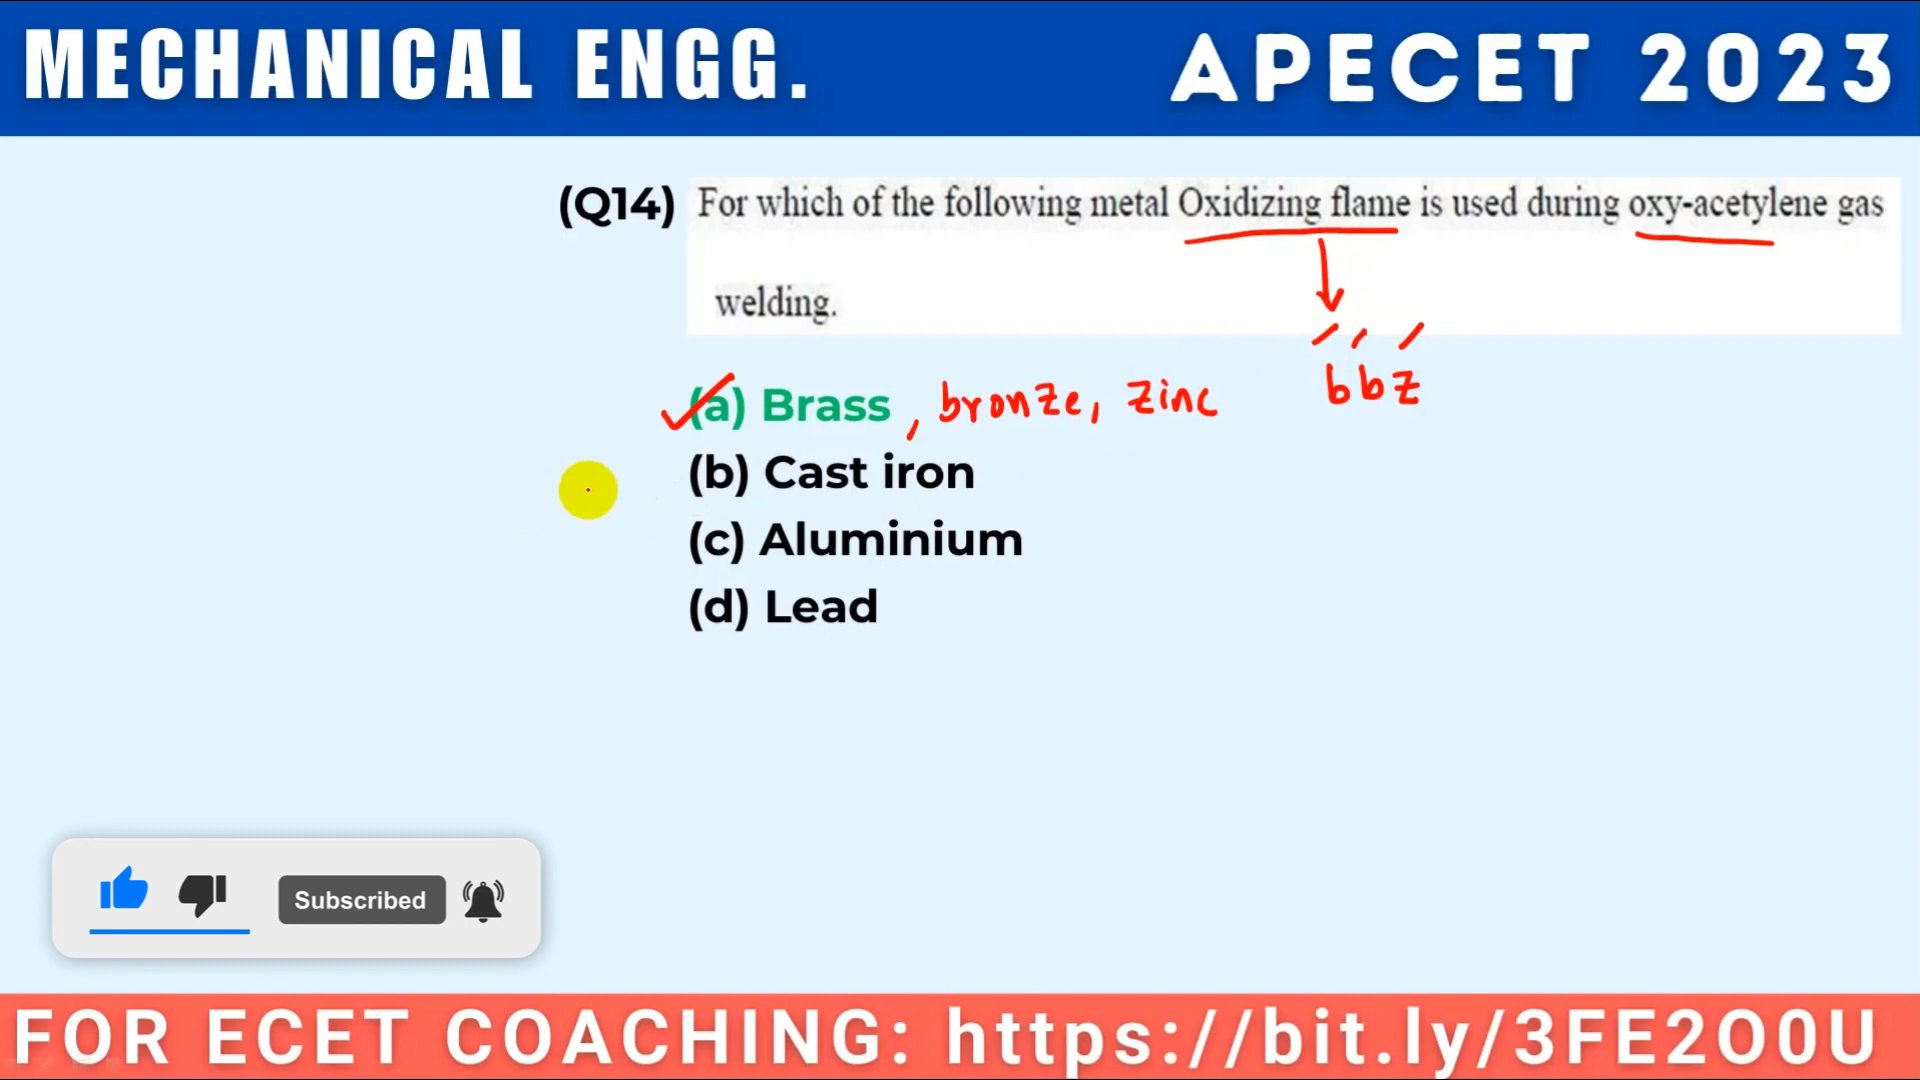 MECHANICAL ENGG.
APECET 2023
(Q14) For which of the following metal Oxidizing flame is used during oxy-acetylene gas
welding.
b b z
(a) Brass , bronze, zinc
(b) Cast iron
(c) Aluminium
(d) Lead
Subscribed
FOR ECET COACHING: https://bit.ly/3FE2O0U